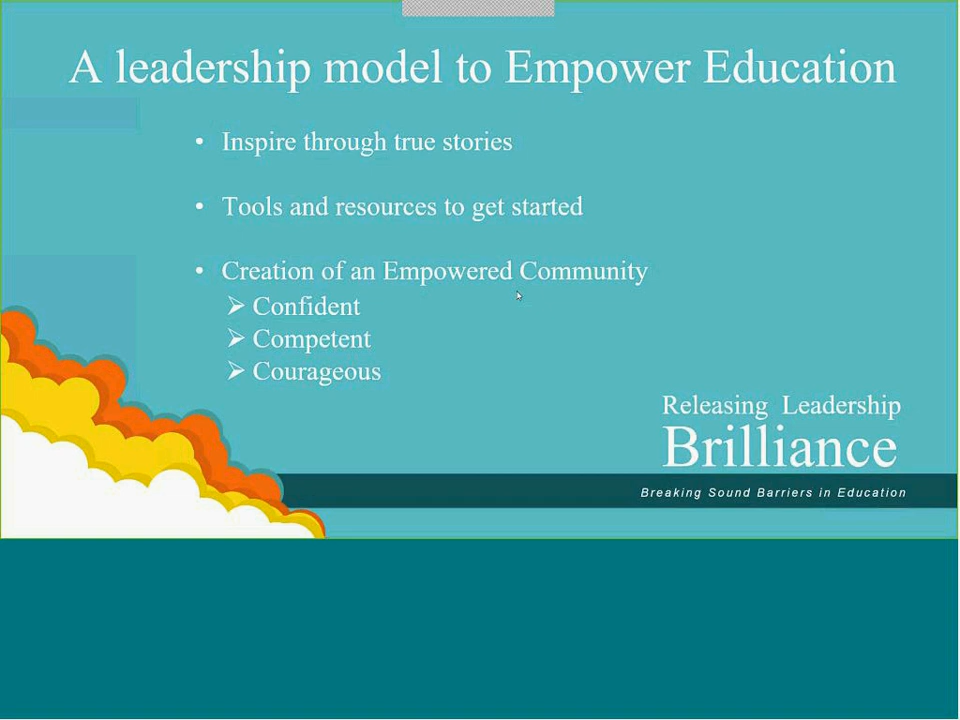 A leadership model to Empower Education
• Inspire through true stories
• Tools and resources to get started
• Creation of an Empowered Community
➢ Confident
➢ Competent
➢ Courageous
Releasing Leadership
Brilliance
Breaking Sound Barriers in Education